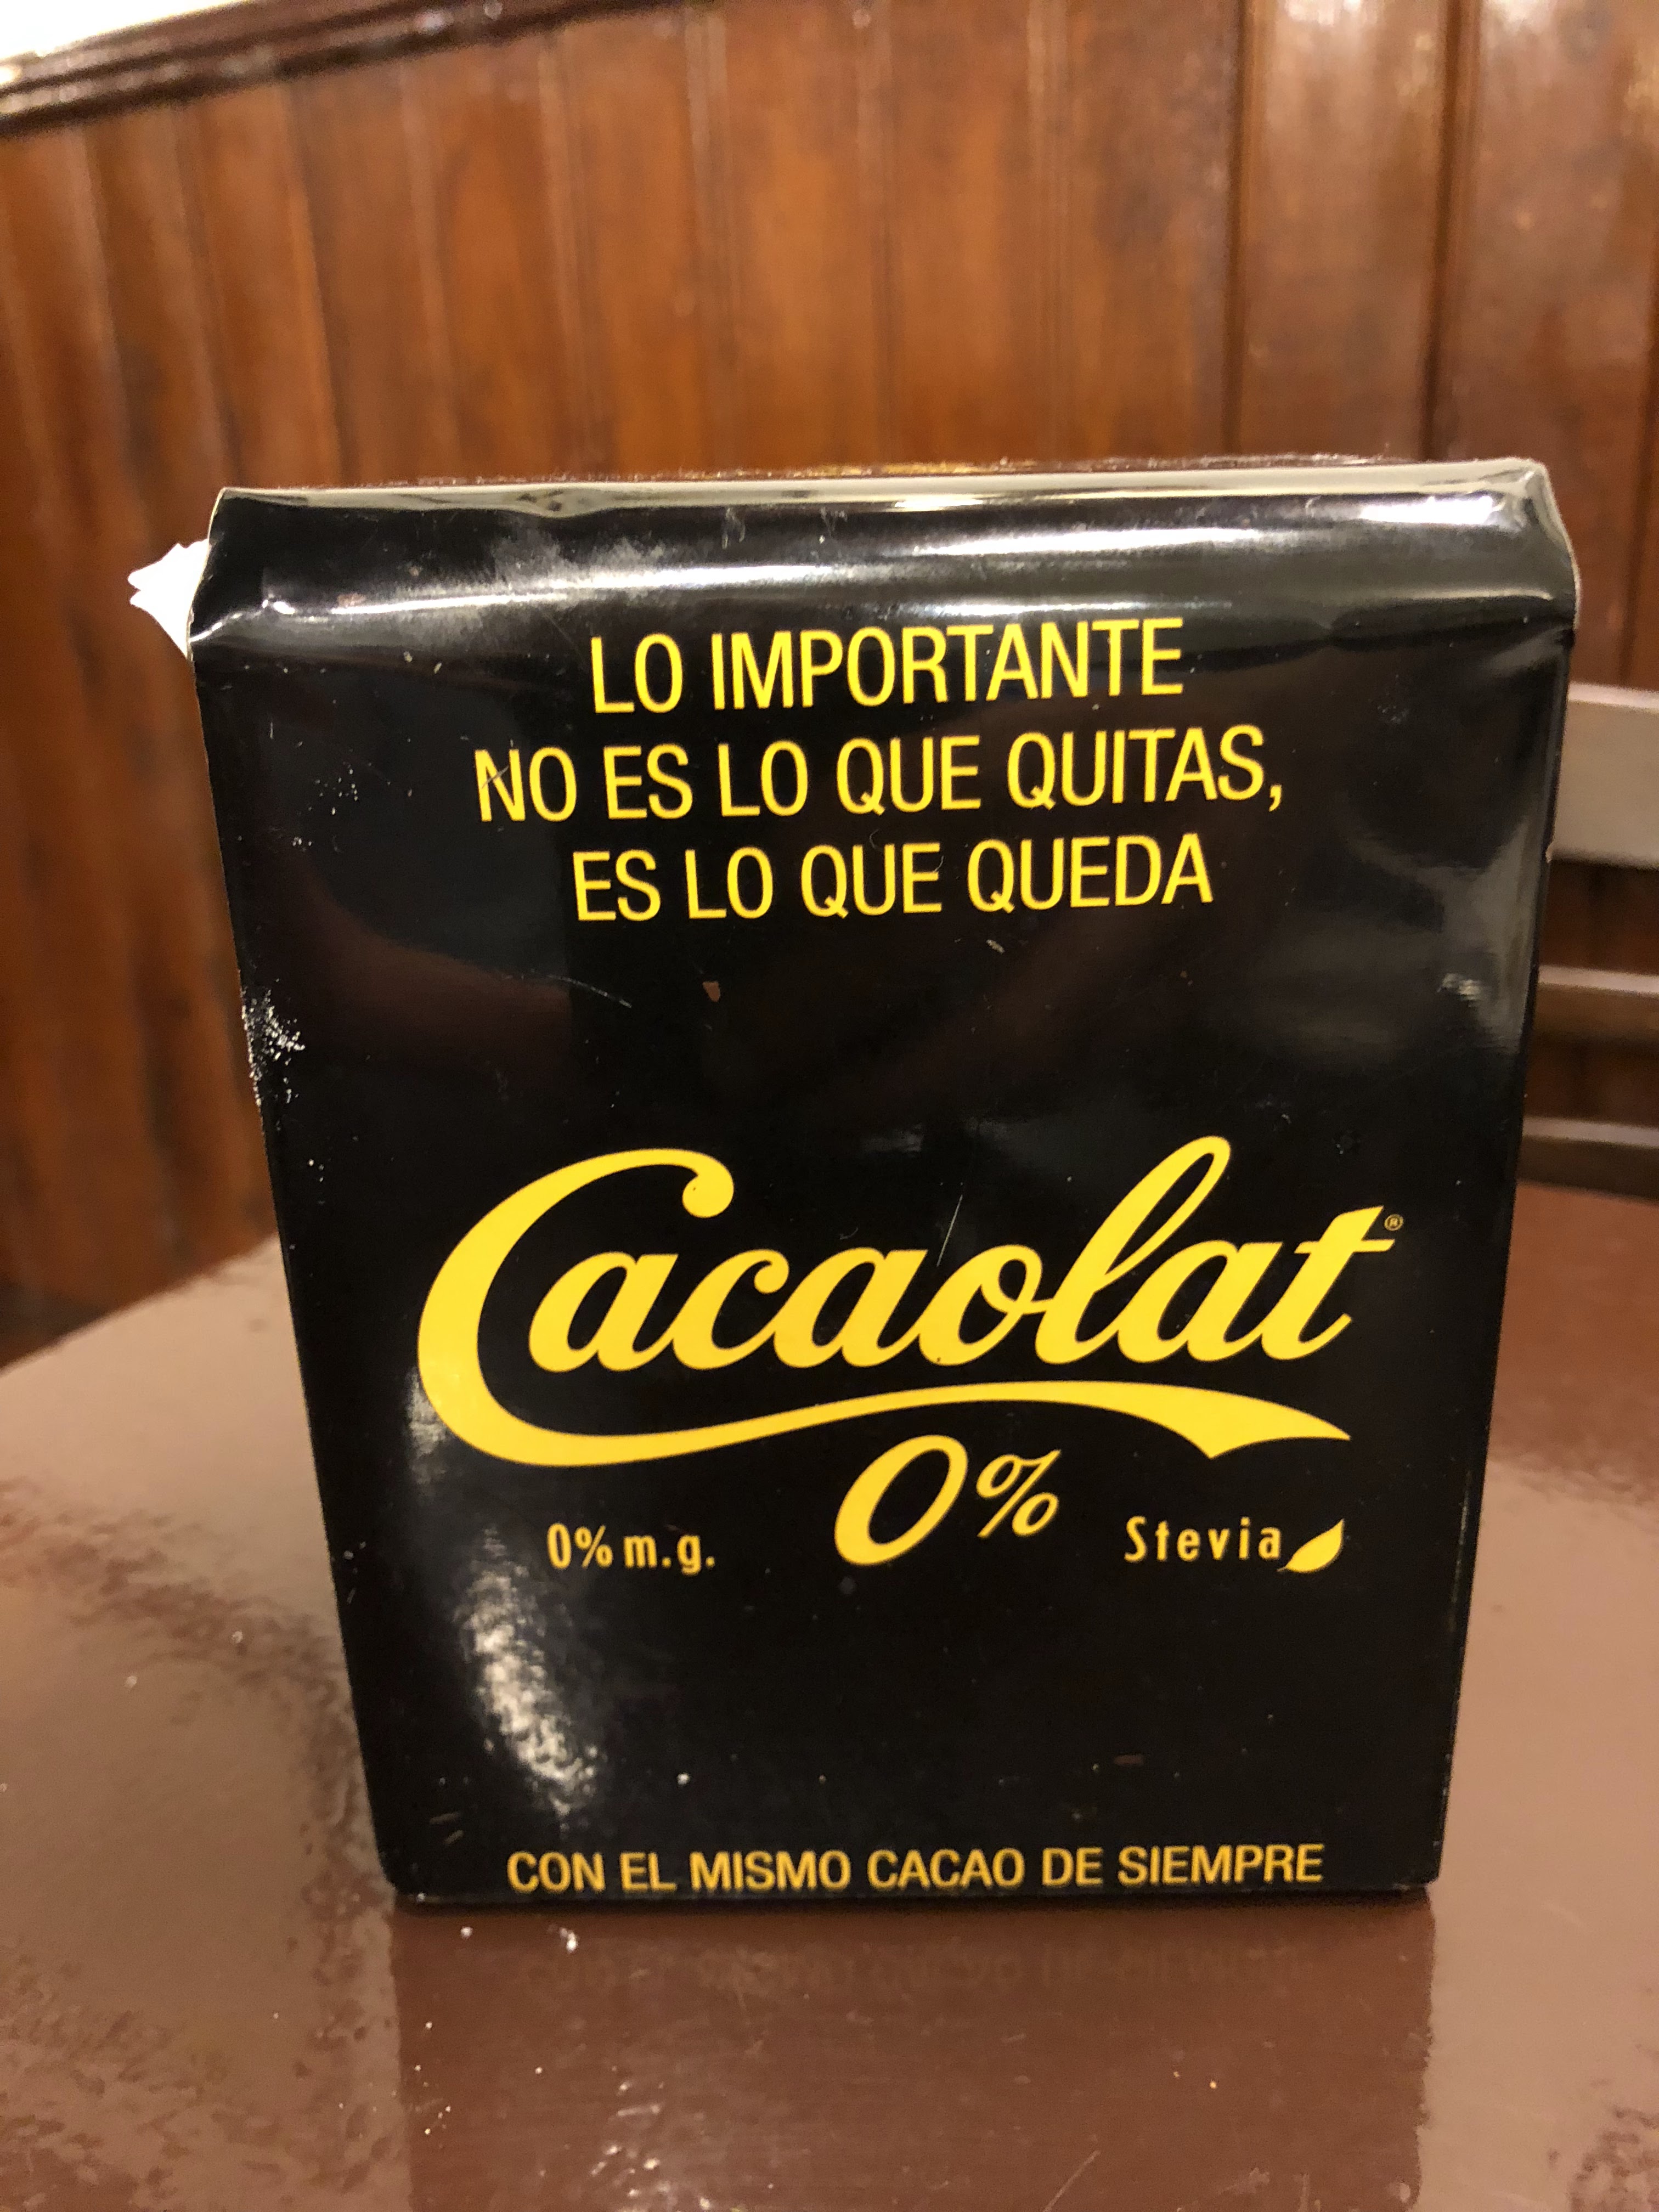 LO IMPORTANTE
NO ES LO QUE QUITAS,
ES LO QUE QUEDA
Cacaolat®
0%
0% m.g.
Stevia
CON EL MISMO CACAO DE SIEMPRE